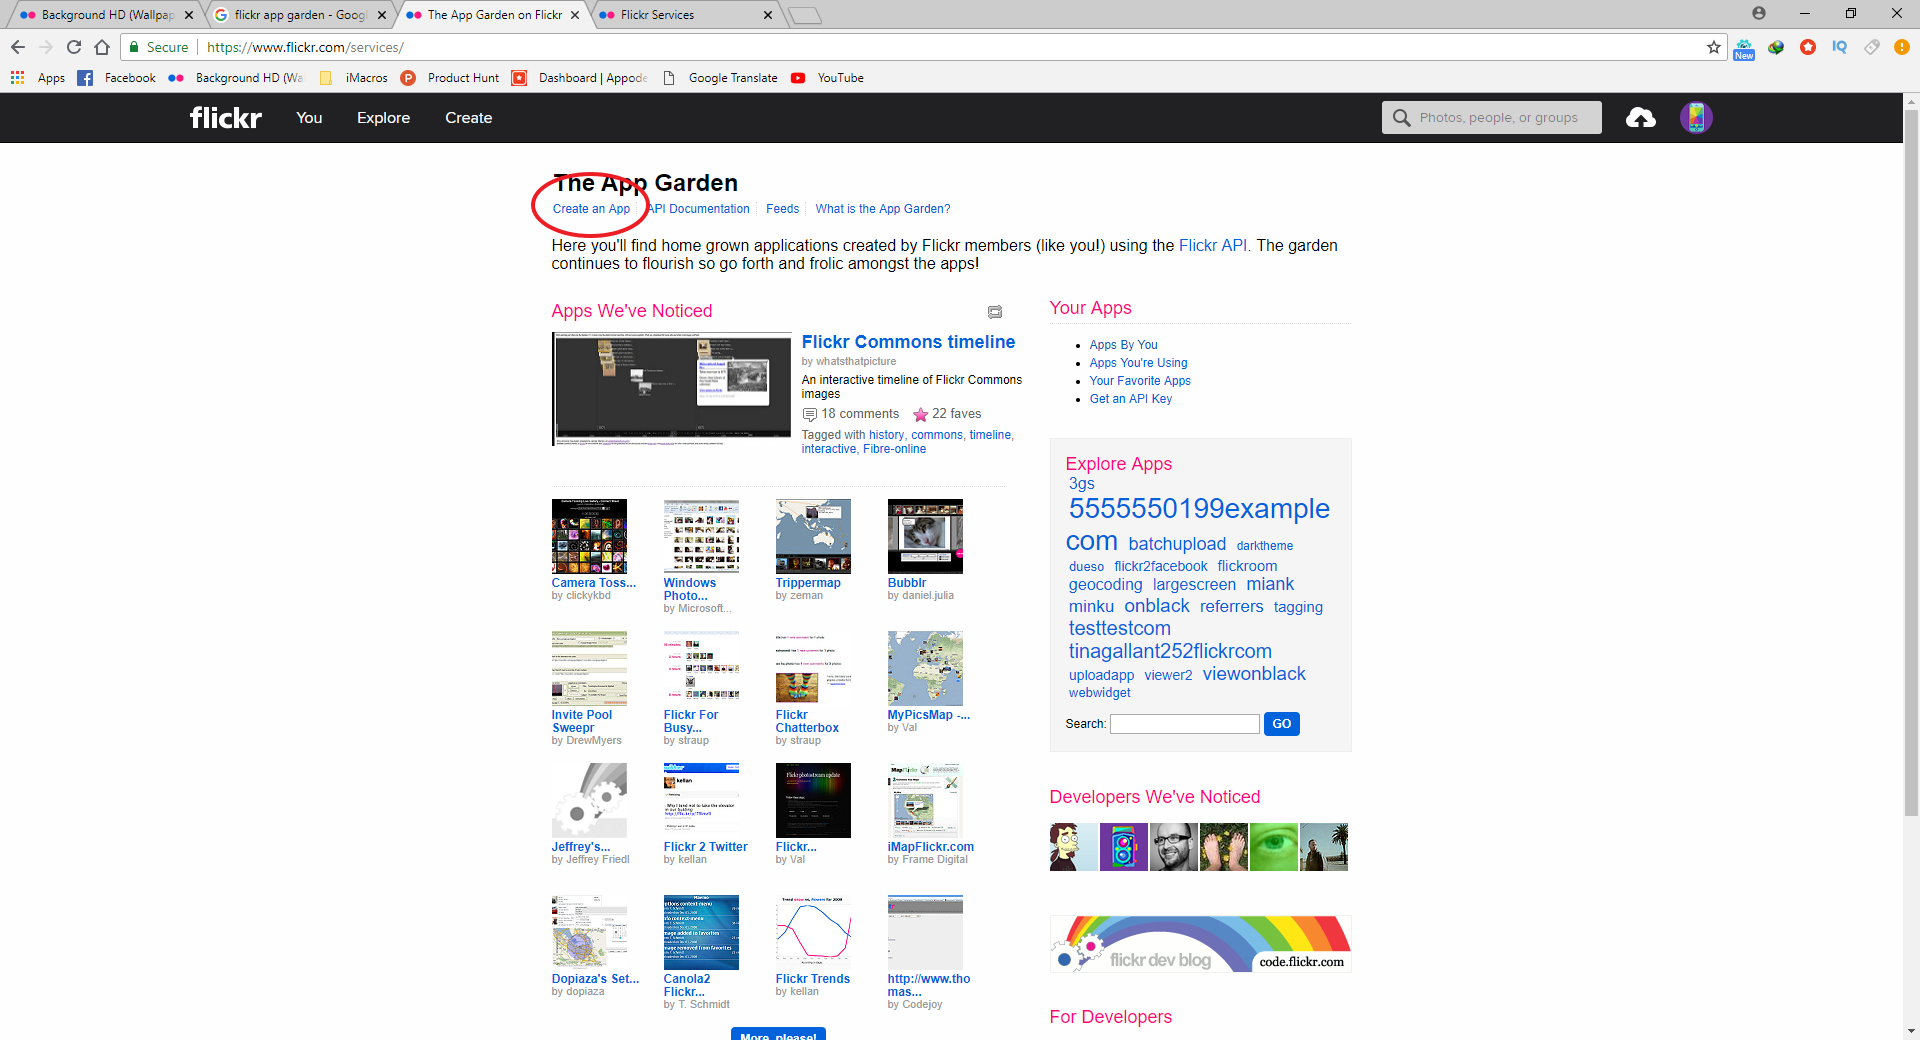 Background HD (Wallpap
flickr app garden - Goog
The App Garden on Flickr
Flickr Services
Secure
https://www.flickr.com/services/
New
IQ
Apps
Facebook
Background HD (Wa
iMacros
Product Hunt
Dashboard | Appode
Google Translate
YouTube
flickr
You
Explore
Create
Photos, people, or groups
The App Garden
Create an App
API Documentation
Feeds
What is the App Garden?
Here you'll find home grown applications created by Flickr members (like you!) using the Flickr API. The garden
continues to flourish so go forth and frolic amongst the apps!
Apps We've Noticed
Flickr Commons timeline
by whatsthatpicture
An interactive timeline of Flickr Commons
images
18 comments 22 faves
Tagged with history, commons, timeline,
interactive, Fibre-online
Camera Toss...
by clickykbd
Windows
Photo...
by Microsoft...
Trippermap
by zeman
Bubblr
by daniel.julia
Invite Pool
Sweepr
by DrewMyers
Flickr For
Busy...
by straup
Flickr
Chatterbox
by straup
MyPicsMap -...
by Val
Jeffrey's...
by Jeffrey Friedl
kellan
Flickr 2 Twitter
by kellan
Flickr photostream update
Flickr...
by Val
iMapFlickr.com
by Frame Digital
Dopiaza's Set...
by dopiaza
Canola2
Flickr...
by T. Schmidt
Flickr Trends
by kellan
http://www.tho
mas...
by Codejoy
More, please!
Your Apps
Apps By You
Apps You're Using
Your Favorite Apps
Get an API Key
Explore Apps
3gs
5555550199example
com batchupload darktheme
dueso flickr2facebook flickroom
geocoding largescreen miank
minku onblack referrers tagging
testtestcom
tinagallant252flickrcom
uploadapp viewer2 viewonblack
webwidget
Search:
GO
Developers We've Noticed
flickr dev blog
code.flickr.com
For Developers